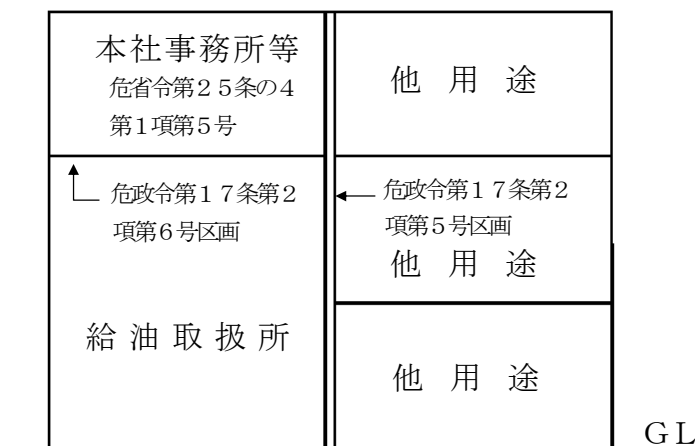 本社事務所等
危省令第２５条の４
第１項第５号
他　用　途
危政令第１７条第２
項第６号区画
危政令第１７条第２
項第５号区画
他　用　途
給 油 取 扱 所
他　用　途
ＧＬ